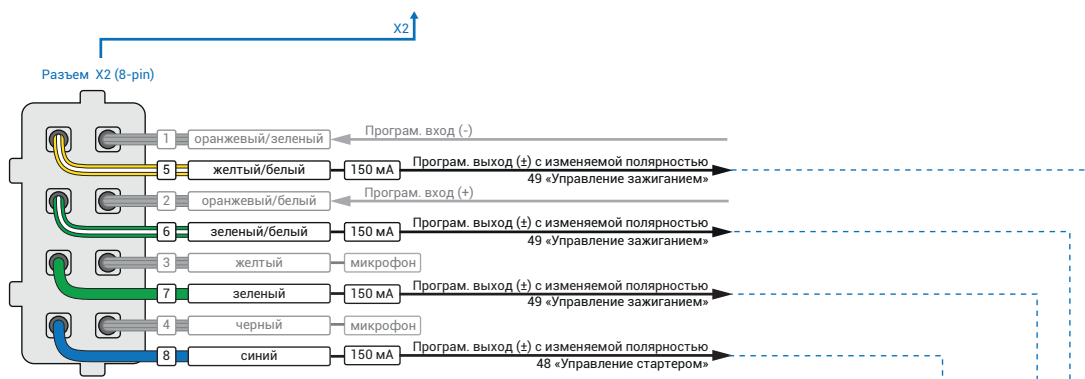 X2
Разъем X2 (8-pin)
1 оранжевый/зеленый Програм. вход (-)
5 желтый/белый 150 мА Програм. выход (±) с изменяемой полярностью
49 «Управление зажиганием»
2 оранжевый/белый Програм. вход (+)
6 зеленый/белый 150 мА Програм. выход (±) с изменяемой полярностью
49 «Управление зажиганием»
3 желтый микрофон
7 зеленый 150 мА Програм. выход (±) с изменяемой полярностью
49 «Управление зажиганием»
4 черный микрофон
8 синий 150 мА Програм. выход (±) с изменяемой полярностью
48 «Управление стартером»